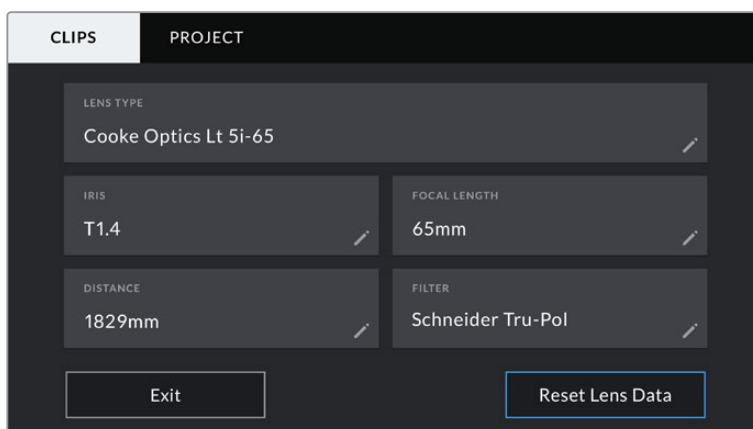 CLIPS PROJECT
LENS TYPE
Cooke Optics Lt 5i-65
IRIS FOCAL LENGTH
T1.4 65mm
DISTANCE FILTER
1829mm Schneider Tru-Pol
Exit Reset Lens Data